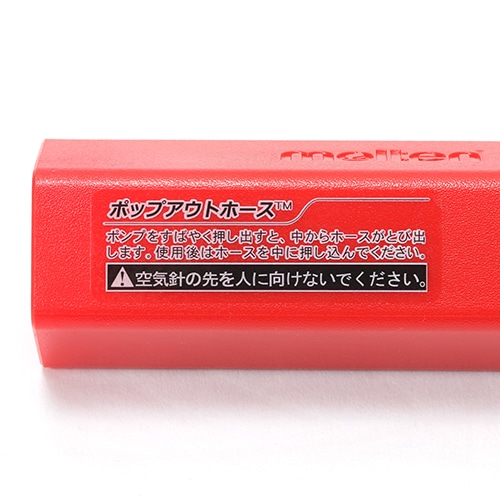 molten
ポップアウトホース™
ポンプをすばやく押し出すと、中からホースがとび出
します。使用後はホースを中に押し込んでください。
⚠空気針の先を人に向けないでください。